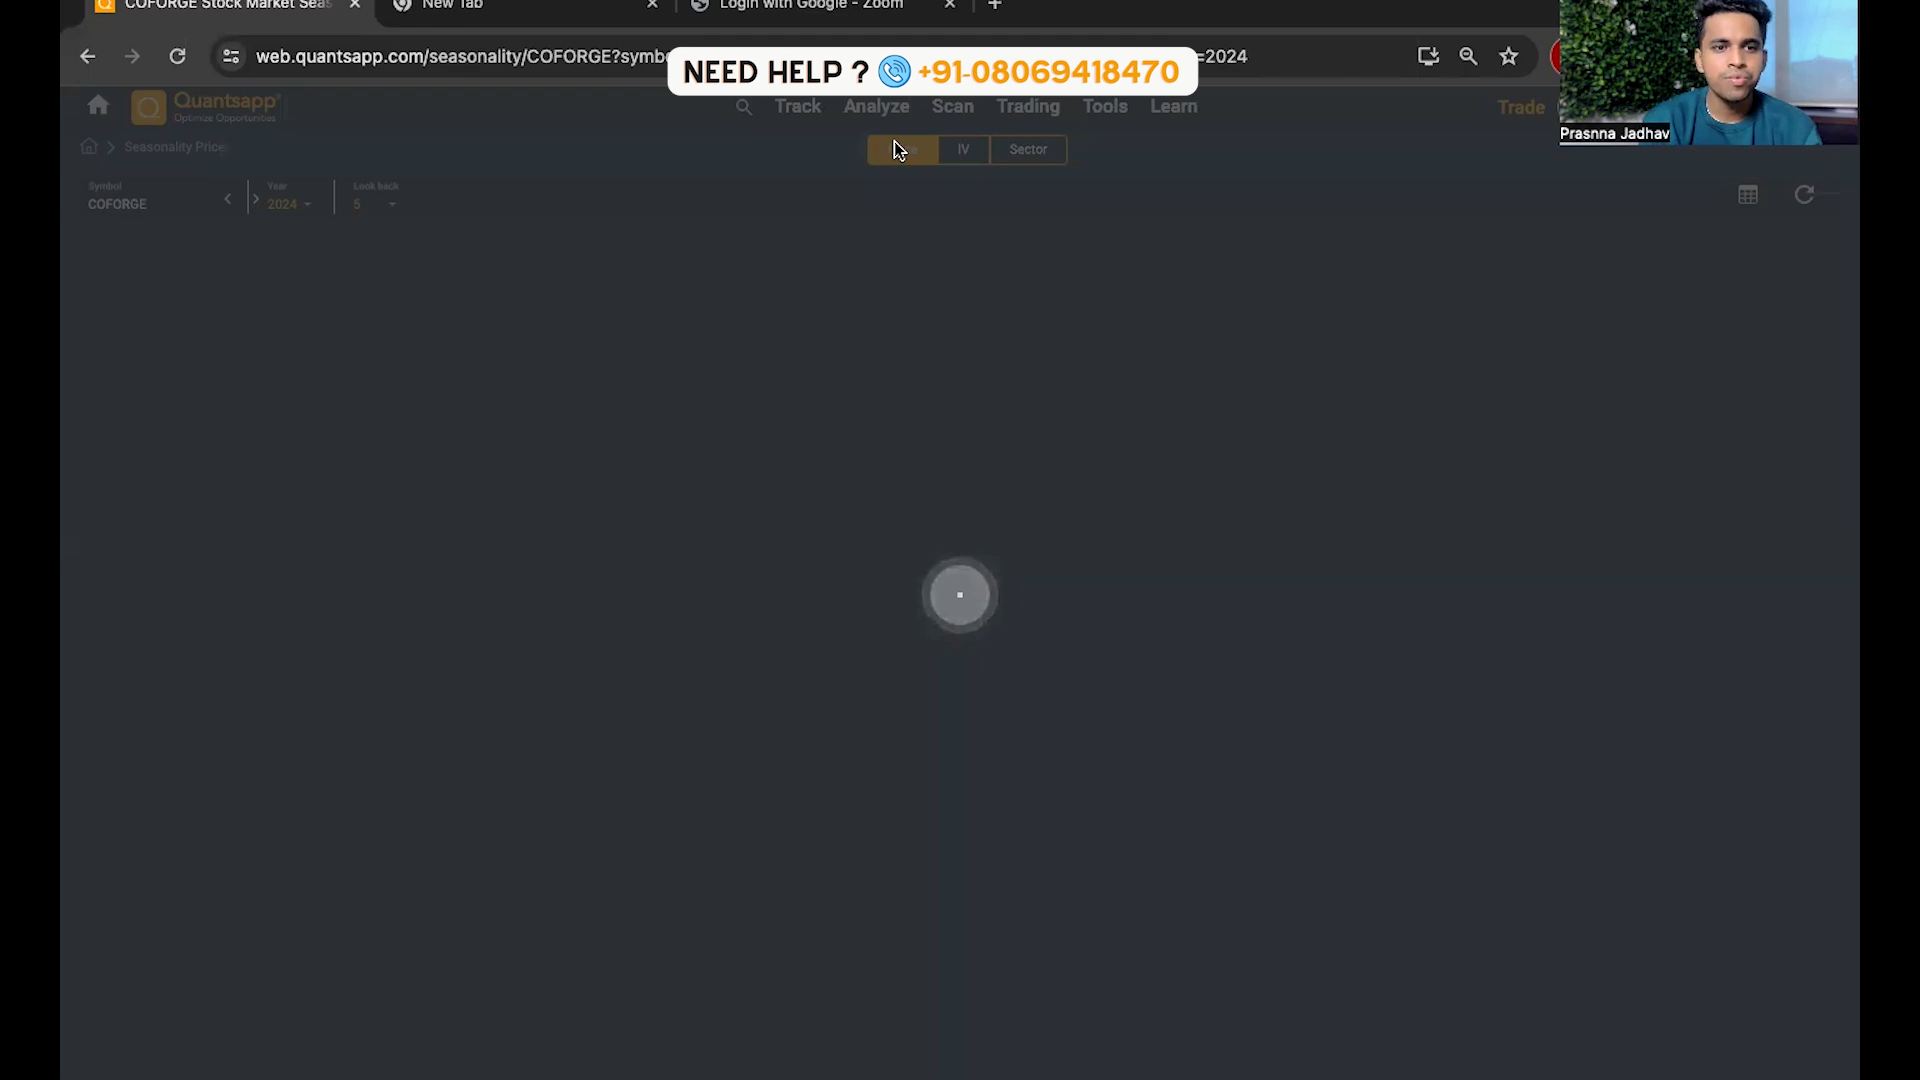 COFORGE Stock Market Seas
New Tab
Login with Google - Zoom
web.quantsapp.com/seasonality/COFORGE?symbo
=2024
NEED HELP ? +91-08069418470
Quantsapp
Optimize Opportunities
Track
Analyze
Scan
Trading
Tools
Learn
Trade
Prasnna Jadhav
Seasonality Price
IV
Sector
Symbol
COFORGE
Year
2024
Look back
5